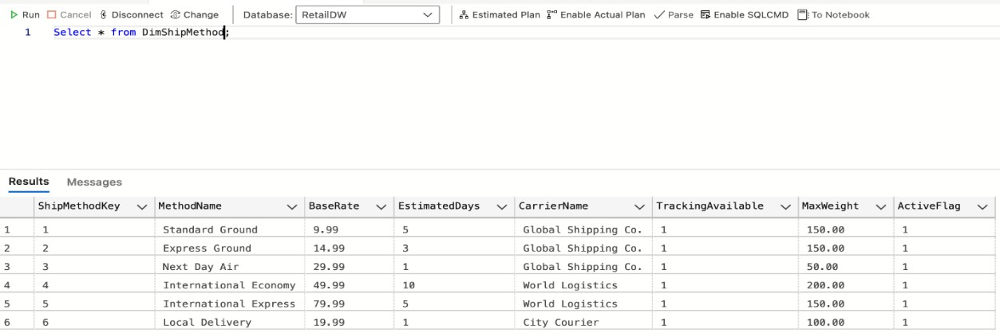 Run Cancel Disconnect Change Database: RetailDW Estimated Plan Enable Actual Plan Parse Enable SQLCMD To Notebook
1 Select * from DimShipMethod;
Results Messages
ShipMethodKey MethodName BaseRate EstimatedDays CarrierName TrackingAvailable MaxWeight ActiveFlag
1 1 Standard Ground 9.99 5 Global Shipping Co. 1 150.00 1
2 2 Express Ground 14.99 3 Global Shipping Co. 1 150.00 1
3 3 Next Day Air 29.99 1 Global Shipping Co. 1 50.00 1
4 4 International Economy 49.99 10 World Logistics 1 200.00 1
5 5 International Express 79.99 5 World Logistics 1 150.00 1
6 6 Local Delivery 19.99 1 City Courier 1 100.00 1